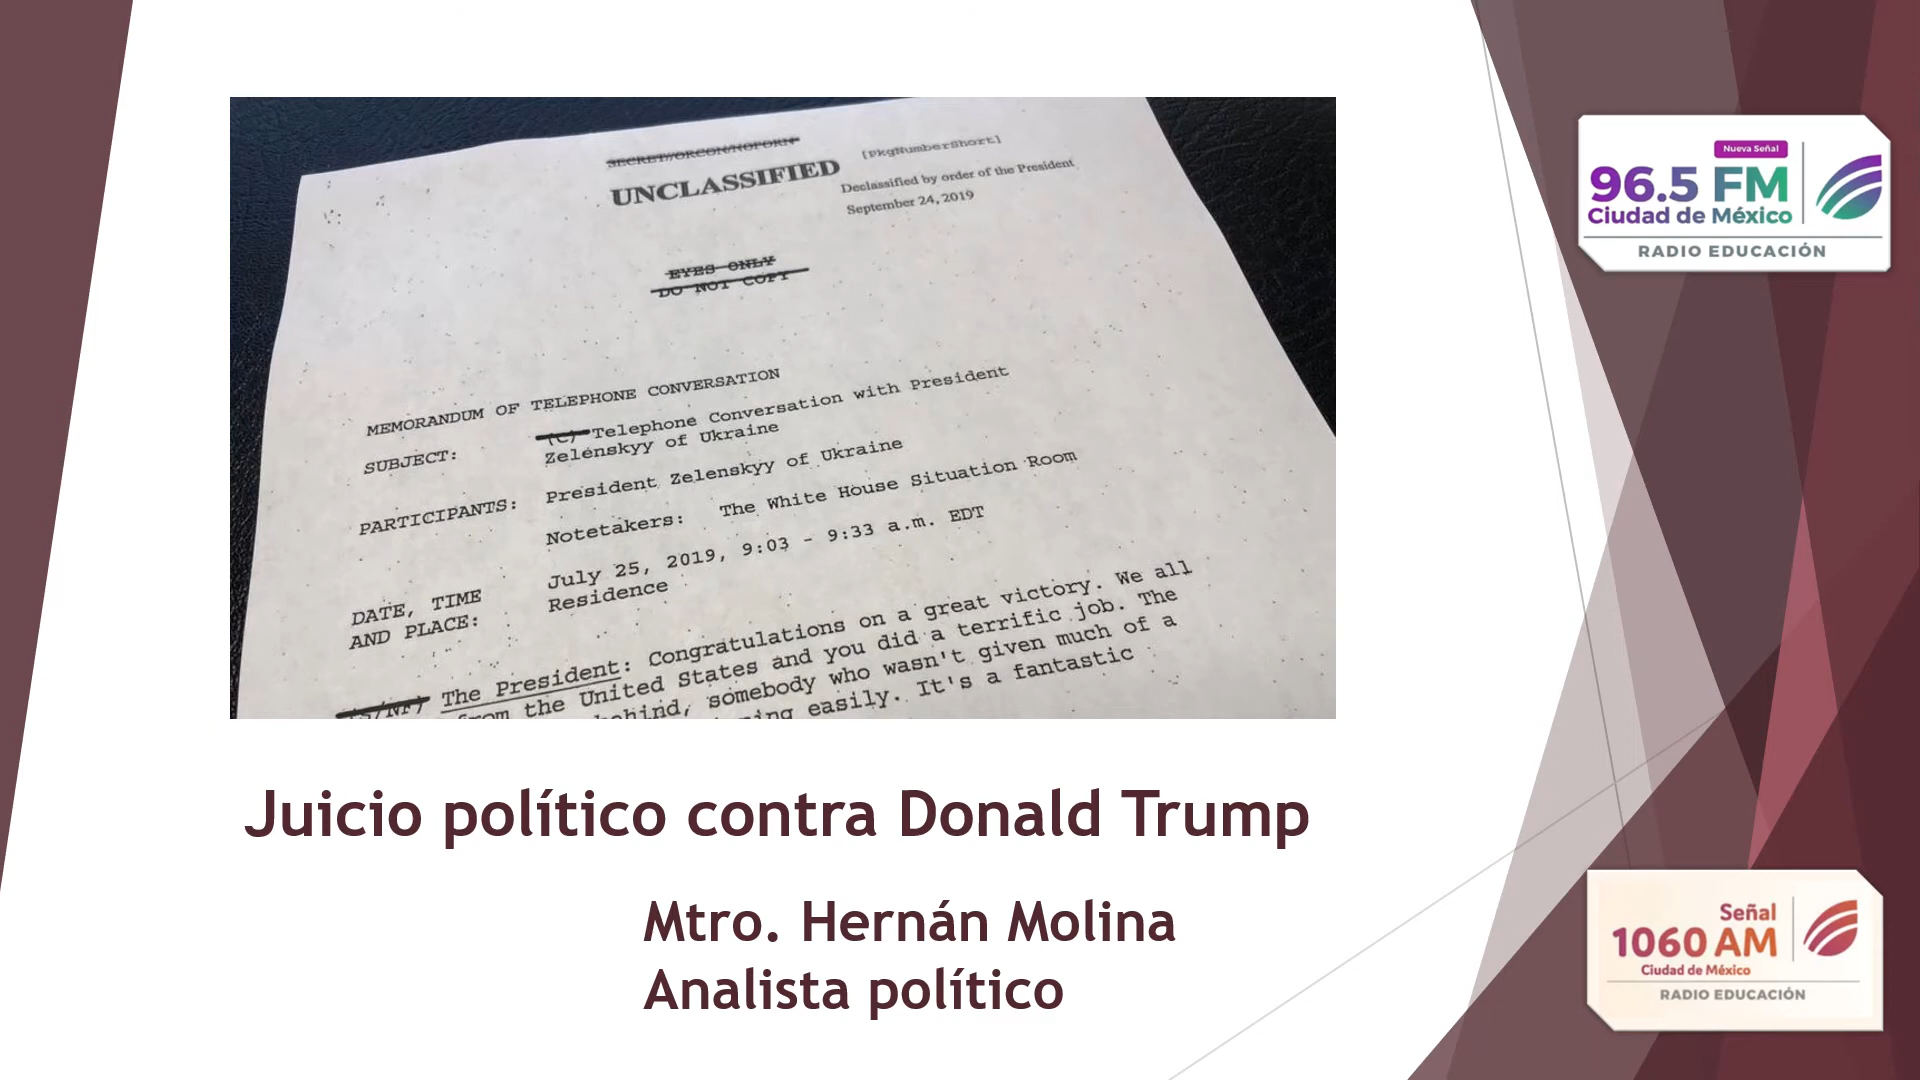 SECRET//ORCON/NOFORN
UNCLASSIFIED
[PkgNumberShort]
Declassified by order of the President
September 24, 2019
EYES ONLY
DO NOT COPY
MEMORANDUM OF TELEPHONE CONVERSATION
SUBJECT: (C) Telephone Conversation with President
Zelenskyy of Ukraine
PARTICIPANTS: President Zelenskyy of Ukraine
Notetakers: The White House Situation Room
DATE, TIME July 25, 2019, 9:03 - 9:33 a.m. EDT
AND PLACE: Residence
(S/NF) The President: Congratulations on a great victory. We all
from the United States and you did a terrific job. The
behind, somebody who wasn't given much of a
easily. It's a fantastic
Juicio político contra Donald Trump
Mtro. Hernán Molina
Analista político
Nueva Señal
96.5 FM
Ciudad de México
RADIO EDUCACIÓN
Señal
1060 AM
Ciudad de México
RADIO EDUCACIÓN